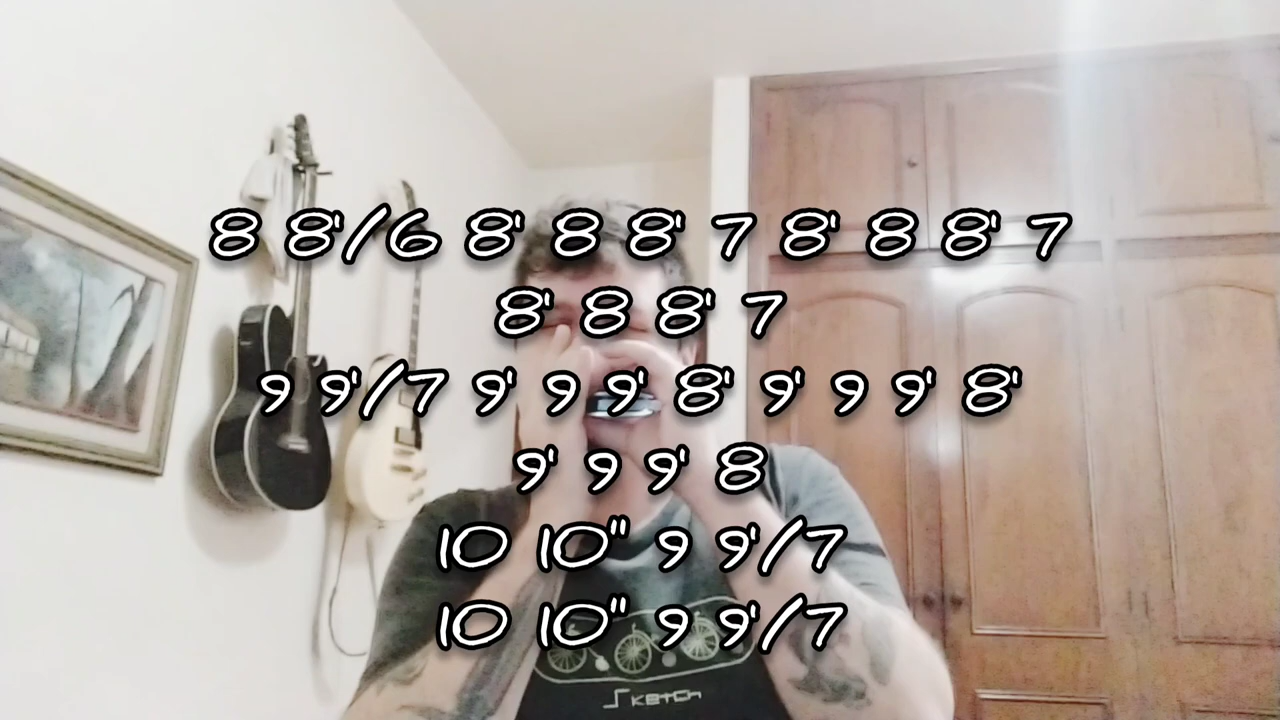 8 8'/6 8' 8 8' 7 8' 8 8' 7
8' 8 8' 7
9 9'/7 9' 9 9' 8' 9' 9 9' 8'
9' 9 9' 8
10 10" 9 9'/7
10 10" 9 9'/7
SKETCH